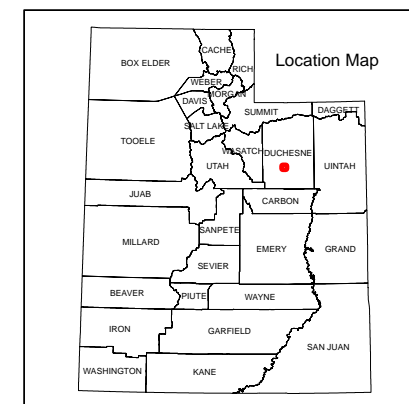 CACHE
BOX ELDER
Location Map
RICH
WEBER
MORGAN
DAVIS
SUMMIT
DAGGETT
SALT LAKE
TOOELE
WASATCH
DUCHESNE
UTAH
UINTAH
JUAB
CARBON
SANPETE
MILLARD
EMERY
GRAND
SEVIER
BEAVER
PIUTE
WAYNE
IRON
GARFIELD
SAN JUAN
WASHINGTON
KANE